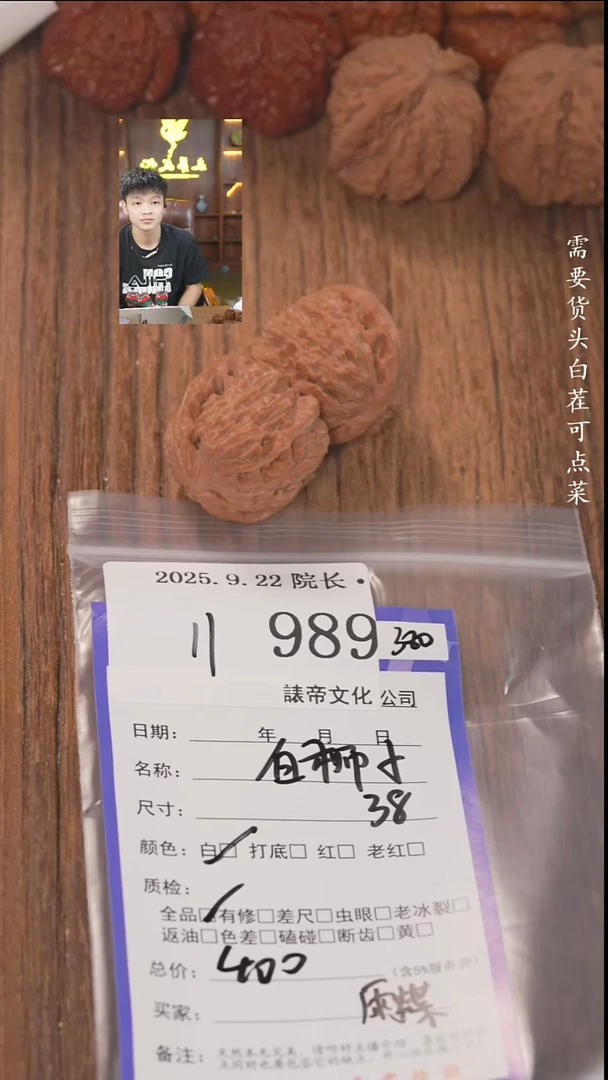 需要货头白茬可点菜
2025.9.22 院长·
川 989 380
誄帝文化 公司
日期： 年 月 日
名称： 白狮子
尺寸： 38
颜色：白☑ 打底□ 红□ 老红□
质检：
全品☑有修□差尺□虫眼□老冰裂□
返油□色差□磕碰□断齿□黄□
总价： 400 （含5%服务费）
买家：
备注：